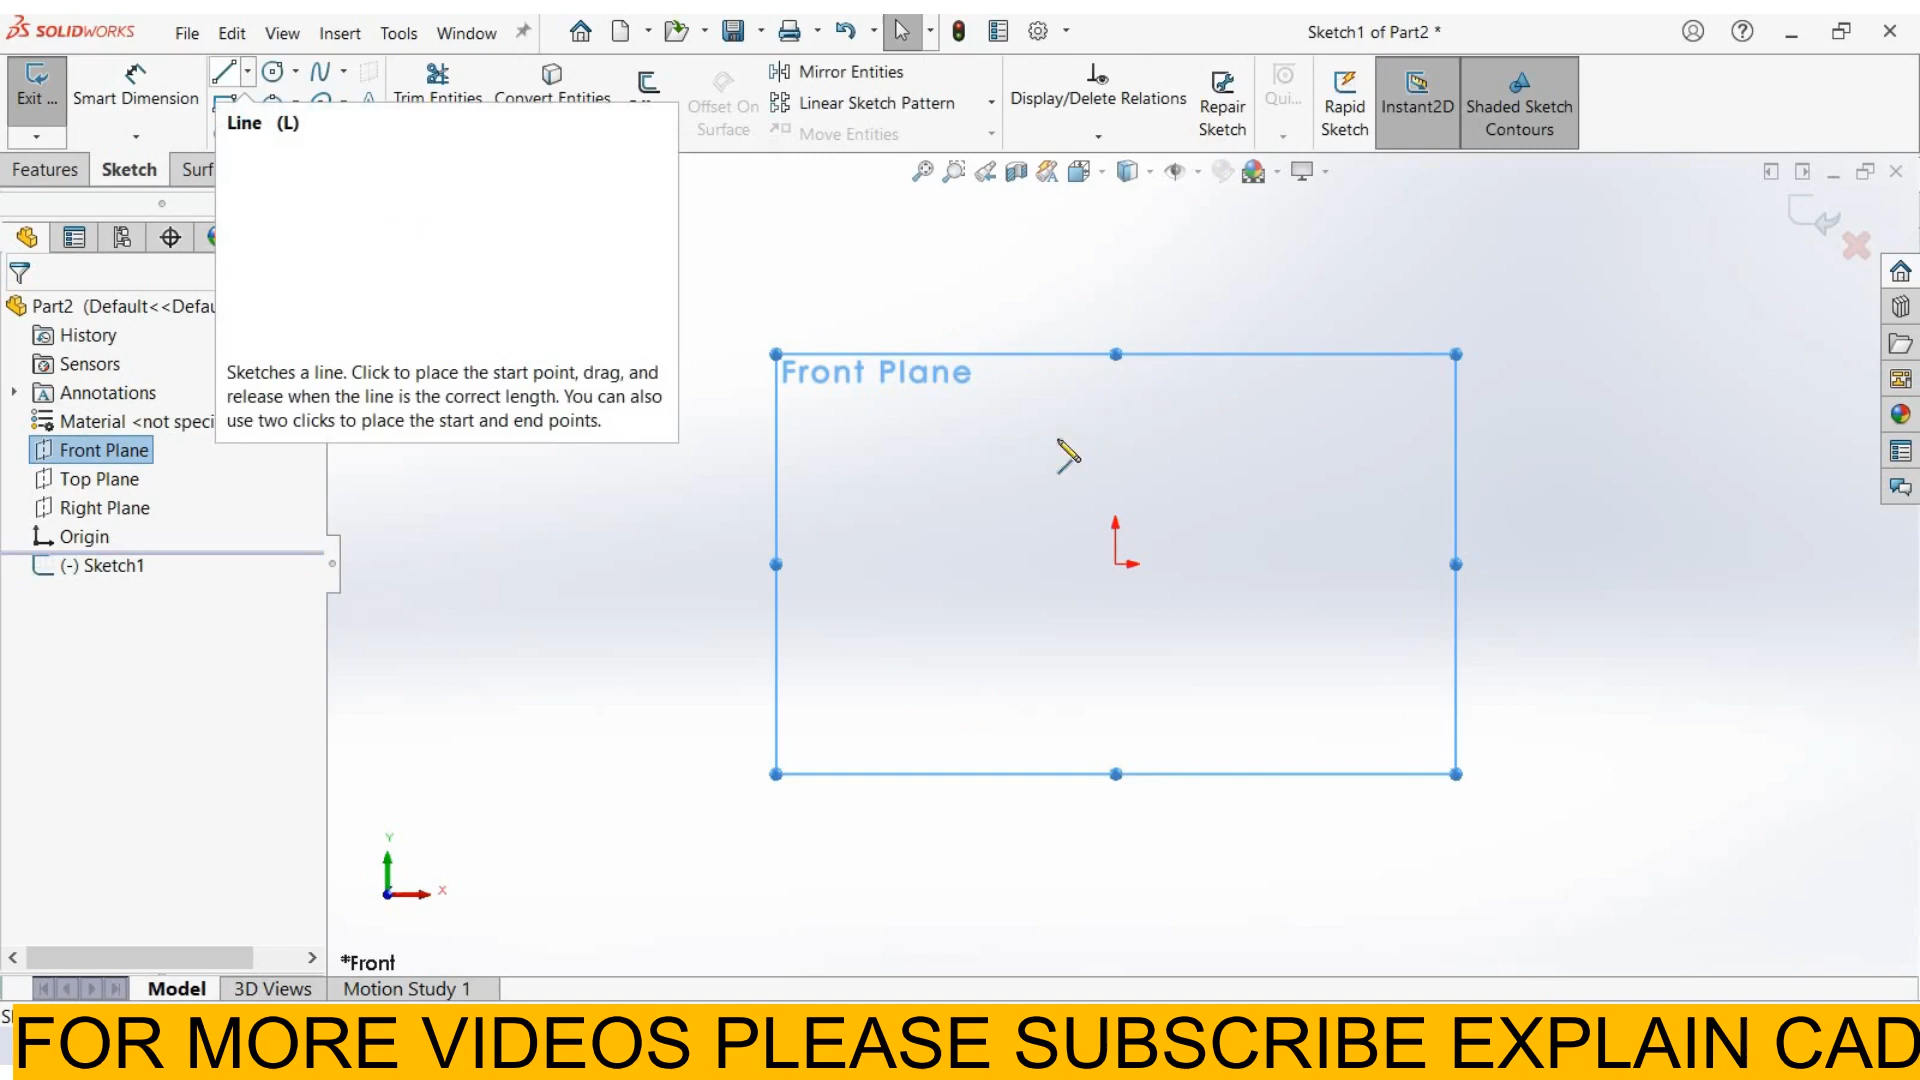 SOLIDWORKS
File Edit View Insert Tools Window
Sketch1 of Part2 *
Exit ...
Smart Dimension
Trim Entities
Convert Entities
Offset On
Surface
Mirror Entities
Linear Sketch Pattern
Move Entities
Display/Delete Relations
Repair
Sketch
Qui...
Rapid
Sketch
Instant2D
Shaded Sketch
Contours
Features Sketch Surf
Line (L)
Sketches a line. Click to place the start point, drag, and
release when the line is the correct length. You can also
use two clicks to place the start and end points.
Part2 (Default<<Defau
History
Sensors
Annotations
Material <not speci
Front Plane
Top Plane
Right Plane
Origin
(-) Sketch1
Front Plane
Y
X
*Front
Model 3D Views Motion Study 1
FOR MORE VIDEOS PLEASE SUBSCRIBE EXPLAIN CAD